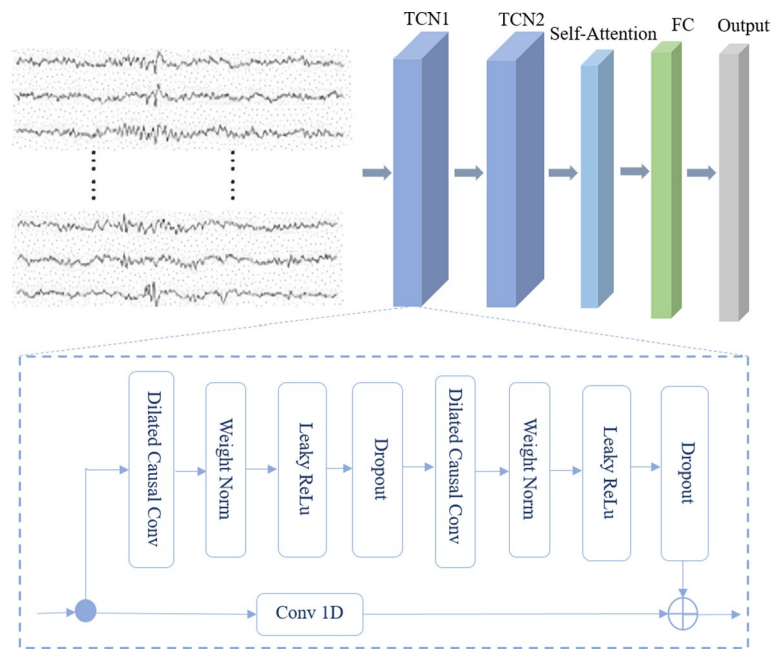 TCN1
TCN2
Self-Attention
FC
Output
Dilated Causal Conv
Weight Norm
Leaky ReLu
Dropout
Dilated Causal Conv
Weight Norm
Leaky ReLu
Dropout
Conv 1D